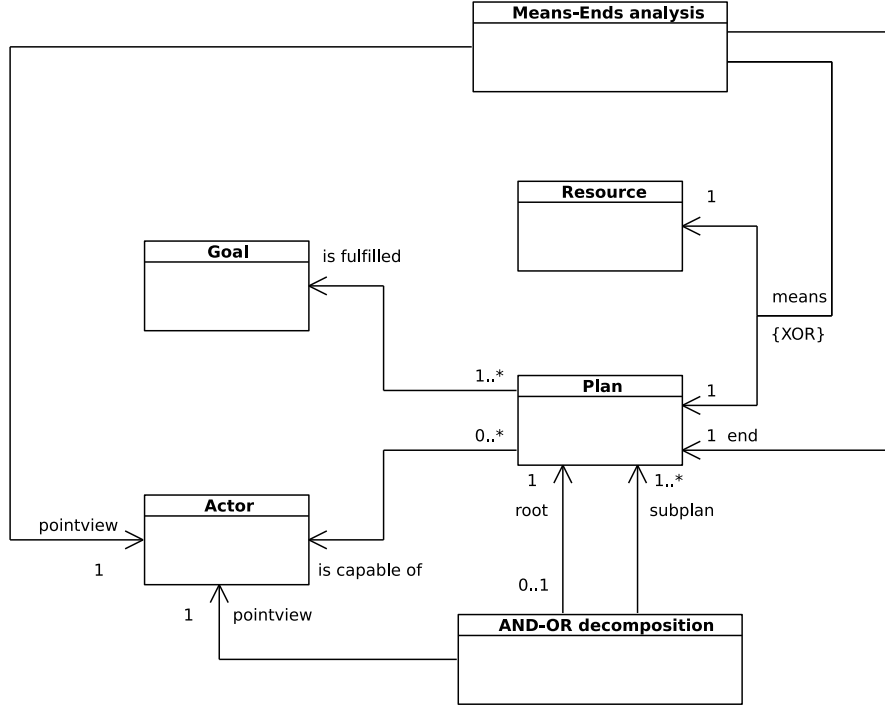 Means-Ends analysis
Resource
1
Goal
is fulfilled
means
{XOR}
1..*
Plan
1
0..*
1 end
1
1..*
Actor
root
subplan
pointview
1
is capable of
0..1
1
pointview
AND-OR decomposition